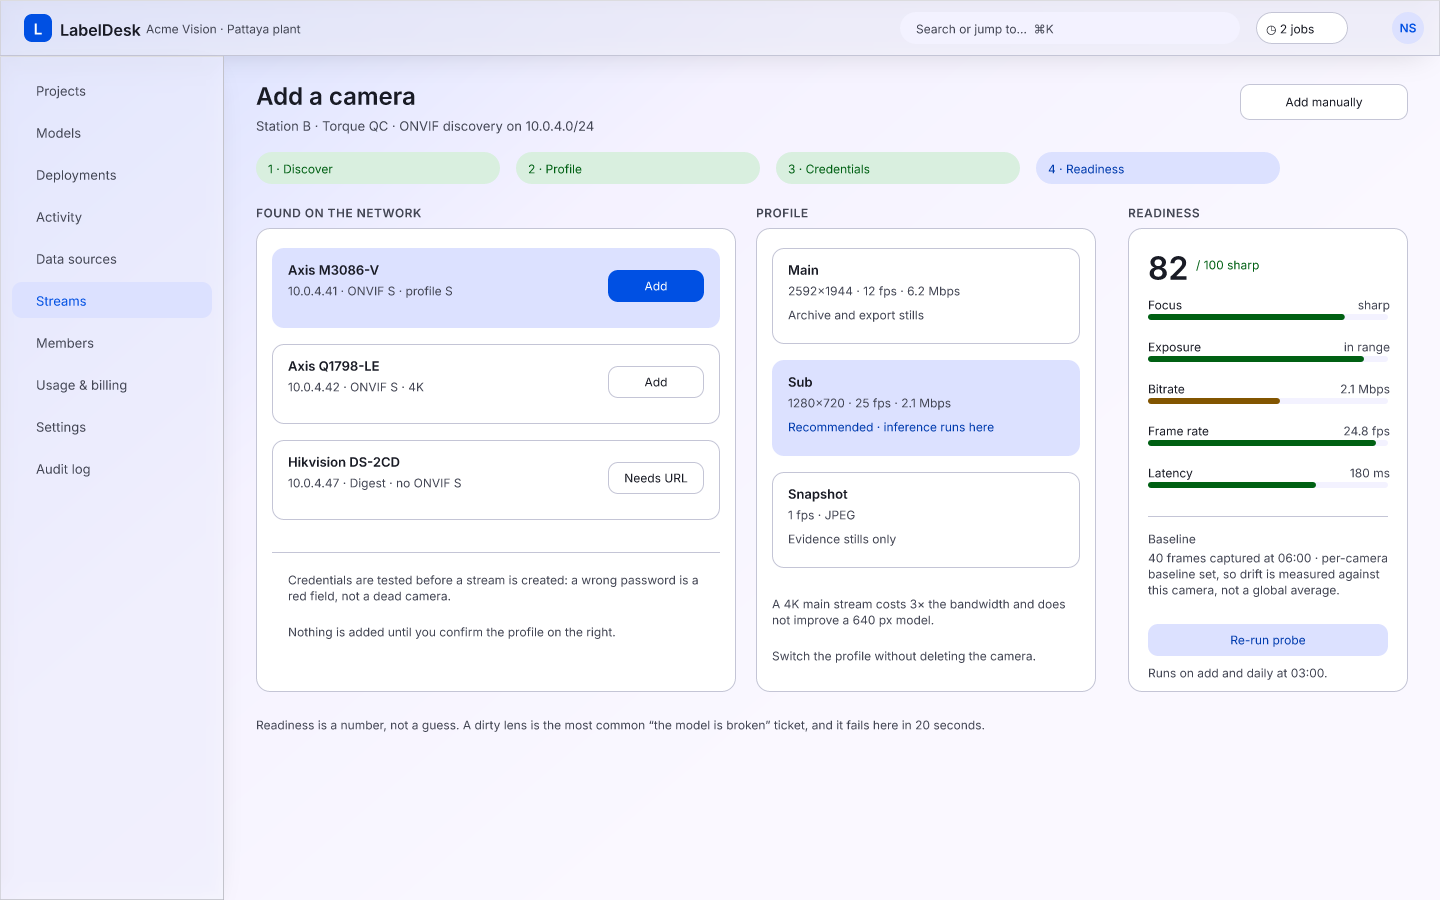 L LabelDesk Acme Vision · Pattaya plant
Search or jump to... ⌘K
◷ 2 jobs
NS
Projects
Models
Deployments
Activity
Data sources
Streams
Members
Usage & billing
Settings
Audit log
Add a camera
Station B · Torque QC · ONVIF discovery on 10.0.4.0/24
Add manually
1 · Discover
2 · Profile
3 · Credentials
4 · Readiness
FOUND ON THE NETWORK
Axis M3086-V
10.0.4.41 · ONVIF S · profile S
Add
Axis Q1798-LE
10.0.4.42 · ONVIF S · 4K
Add
Hikvision DS-2CD
10.0.4.47 · Digest · no ONVIF S
Needs URL
Credentials are tested before a stream is created: a wrong password is a
red field, not a dead camera.
Nothing is added until you confirm the profile on the right.
PROFILE
Main
2592×1944 · 12 fps · 6.2 Mbps
Archive and export stills
Sub
1280×720 · 25 fps · 2.1 Mbps
Recommended · inference runs here
Snapshot
1 fps · JPEG
Evidence stills only
A 4K main stream costs 3× the bandwidth and does
not improve a 640 px model.
Switch the profile without deleting the camera.
READINESS
82 / 100 sharp
Focus sharp
Exposure in range
Bitrate 2.1 Mbps
Frame rate 24.8 fps
Latency 180 ms
Baseline
40 frames captured at 06:00 · per-camera
baseline set, so drift is measured against
this camera, not a global average.
Re-run probe
Runs on add and daily at 03:00.
Readiness is a number, not a guess. A dirty lens is the most common “the model is broken” ticket, and it fails here in 20 seconds.